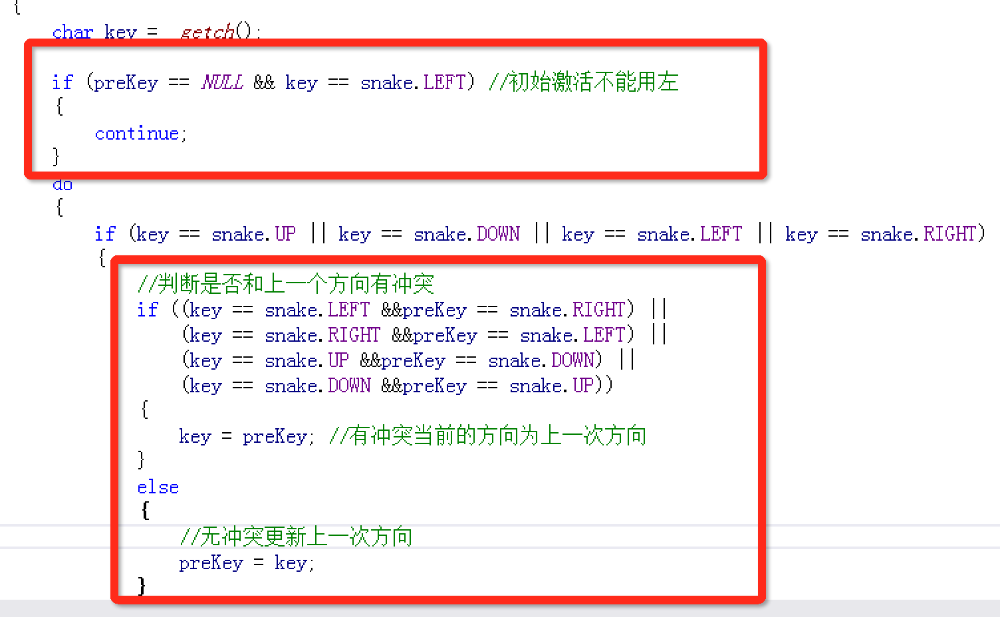 {
char key = _getch();
if (preKey == NULL && key == snake.LEFT) //初始激活不能用左
{
continue;
}
do
{
if (key == snake.UP || key == snake.DOWN || key == snake.LEFT || key == snake.RIGHT)
{
//判断是否和上一个方向有冲突
if ((key == snake.LEFT &&preKey == snake.RIGHT) ||
(key == snake.RIGHT &&preKey == snake.LEFT) ||
(key == snake.UP &&preKey == snake.DOWN) ||
(key == snake.DOWN &&preKey == snake.UP))
{
key = preKey; //有冲突当前的方向为上一次方向
}
else
{
//无冲突更新上一次方向
preKey = key;
}